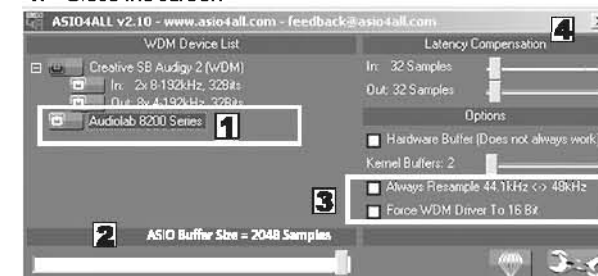 ASIO4ALL v2.10 - www.asio4all.com - feedback@asio4all.com
4
WDM Device List
Latency Compensation
Creative SB Audigy 2 (WDM)
In: 2x 8-192kHz, 32Bits
Out: 8x 4-192kHz, 32Bits
Audiolab 8200 Series
1
In: 32 Samples
Out: 32 Samples
Options
Hardware Buffer (Does not always work
Kernel Buffers: 2
3
Always Resample 44.1kHz <-> 48kHz
Force WDM Driver To 16 Bit
2
ASIO Buffer Size = 2048 Samples